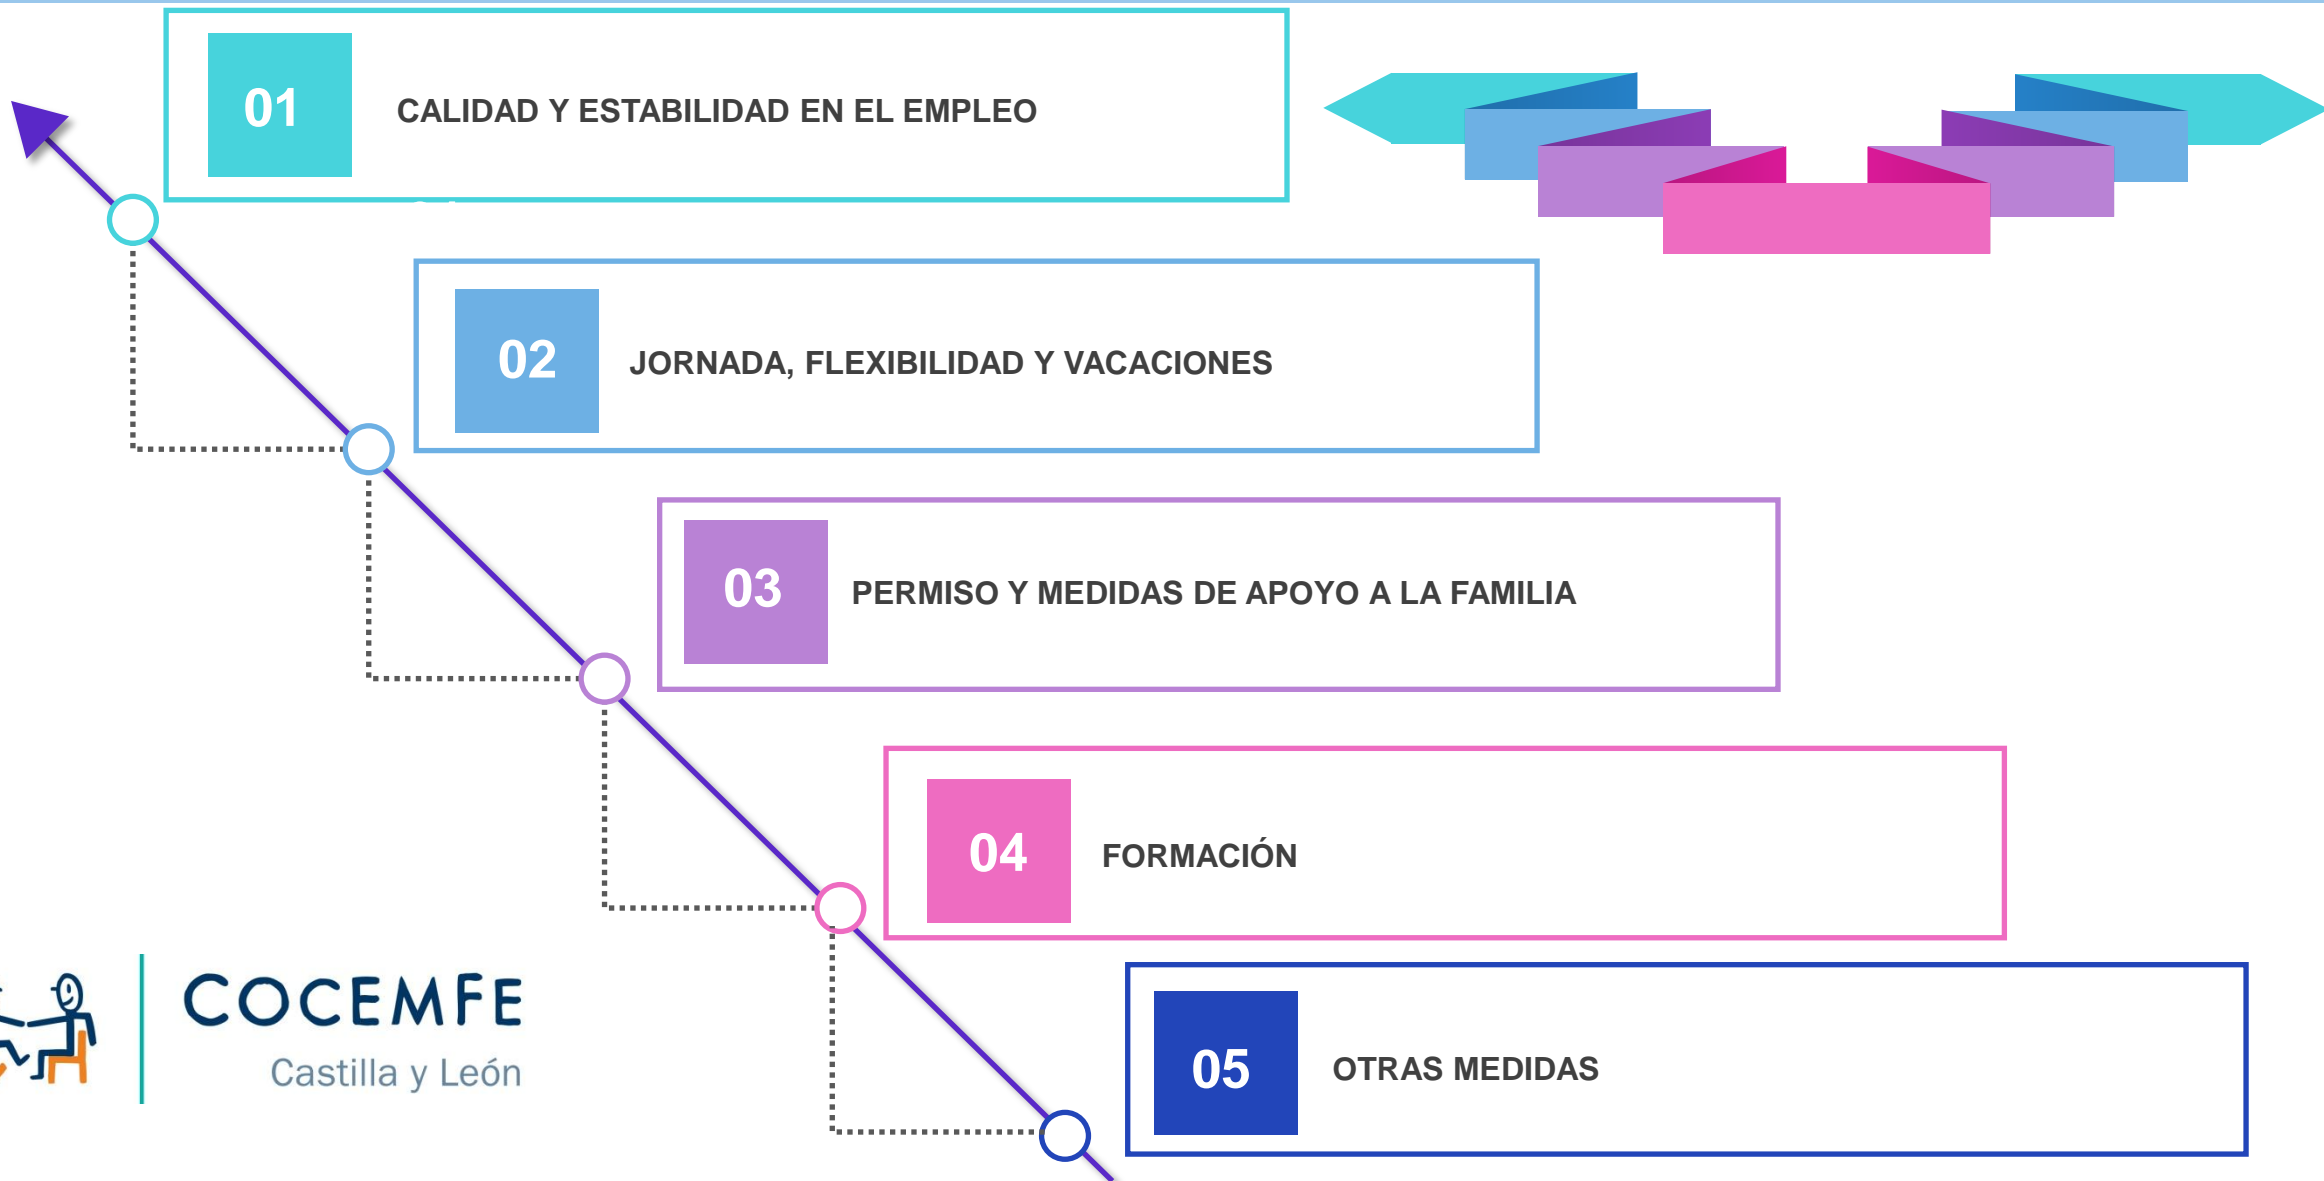 01
CALIDAD Y ESTABILIDAD EN EL EMPLEO
02
JORNADA, FLEXIBILIDAD Y VACACIONES
03
PERMISO Y MEDIDAS DE APOYO A LA FAMILIA
04
FORMACIÓN
05
OTRAS MEDIDAS
COCEMFE
Castilla y León